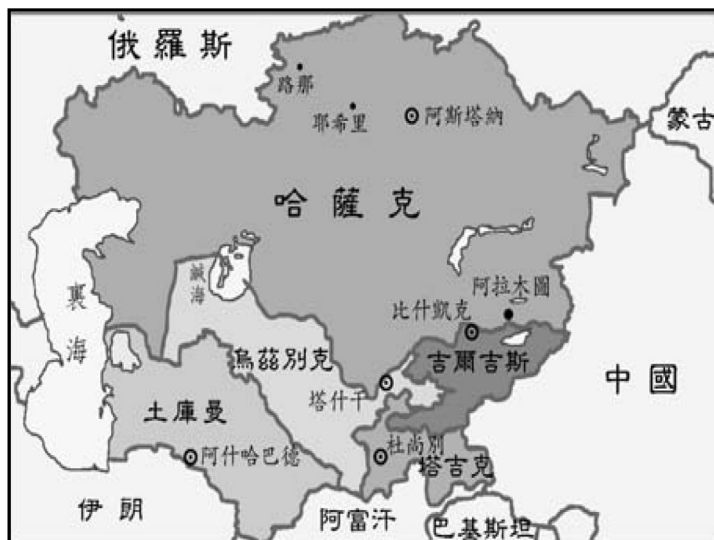 俄羅斯
路那
耶希里
阿斯塔納
蒙古
哈薩克
鹹海
裏海
阿拉木圖
比什凱克
烏茲別克
吉爾吉斯
中國
塔什干
土庫曼
阿什哈巴德
杜尚別
塔吉克
伊朗
阿富汗
巴基斯坦